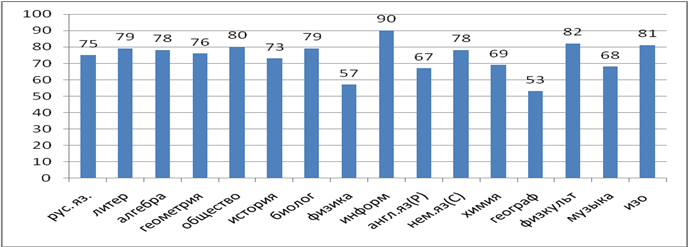 100
90
80
70
60
50
40
30
20
10
0
75 79 78 76 80 73 79 57 90 67 78 69 53 82 68 81
рус.яз.
литер
алгебра
геометрия
общество
история
биолог
физика
информ
англ.яз(Р)
нем.яз(С)
химия
географ
физкульт
музыка
изо